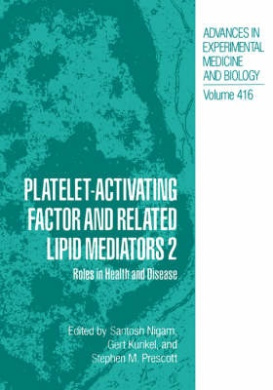 ADVANCES IN
EXPERIMENTAL
MEDICINE
AND BIOLOGY
Volume 416
PLATELET-ACTIVATING
FACTOR AND RELATED
LIPID MEDIATORS 2
Roles in Health and Disease
Edited by Santosh Nigam,
Gert Kunkel, and
Stephen M. Prescott